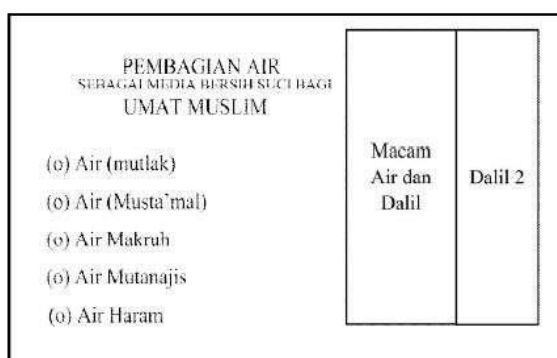 PEMBAGIAN AIR
SEBAGAI MEDIA BERSIH SUCI BAGI
UMAT MUSLIM
(o) Air (mutlak)
(o) Air (Musta'mal)
(o) Air Makruh
(o) Air Mutanajis
(o) Air Haram
Macam
Air dan
Dalil
Dalil 2